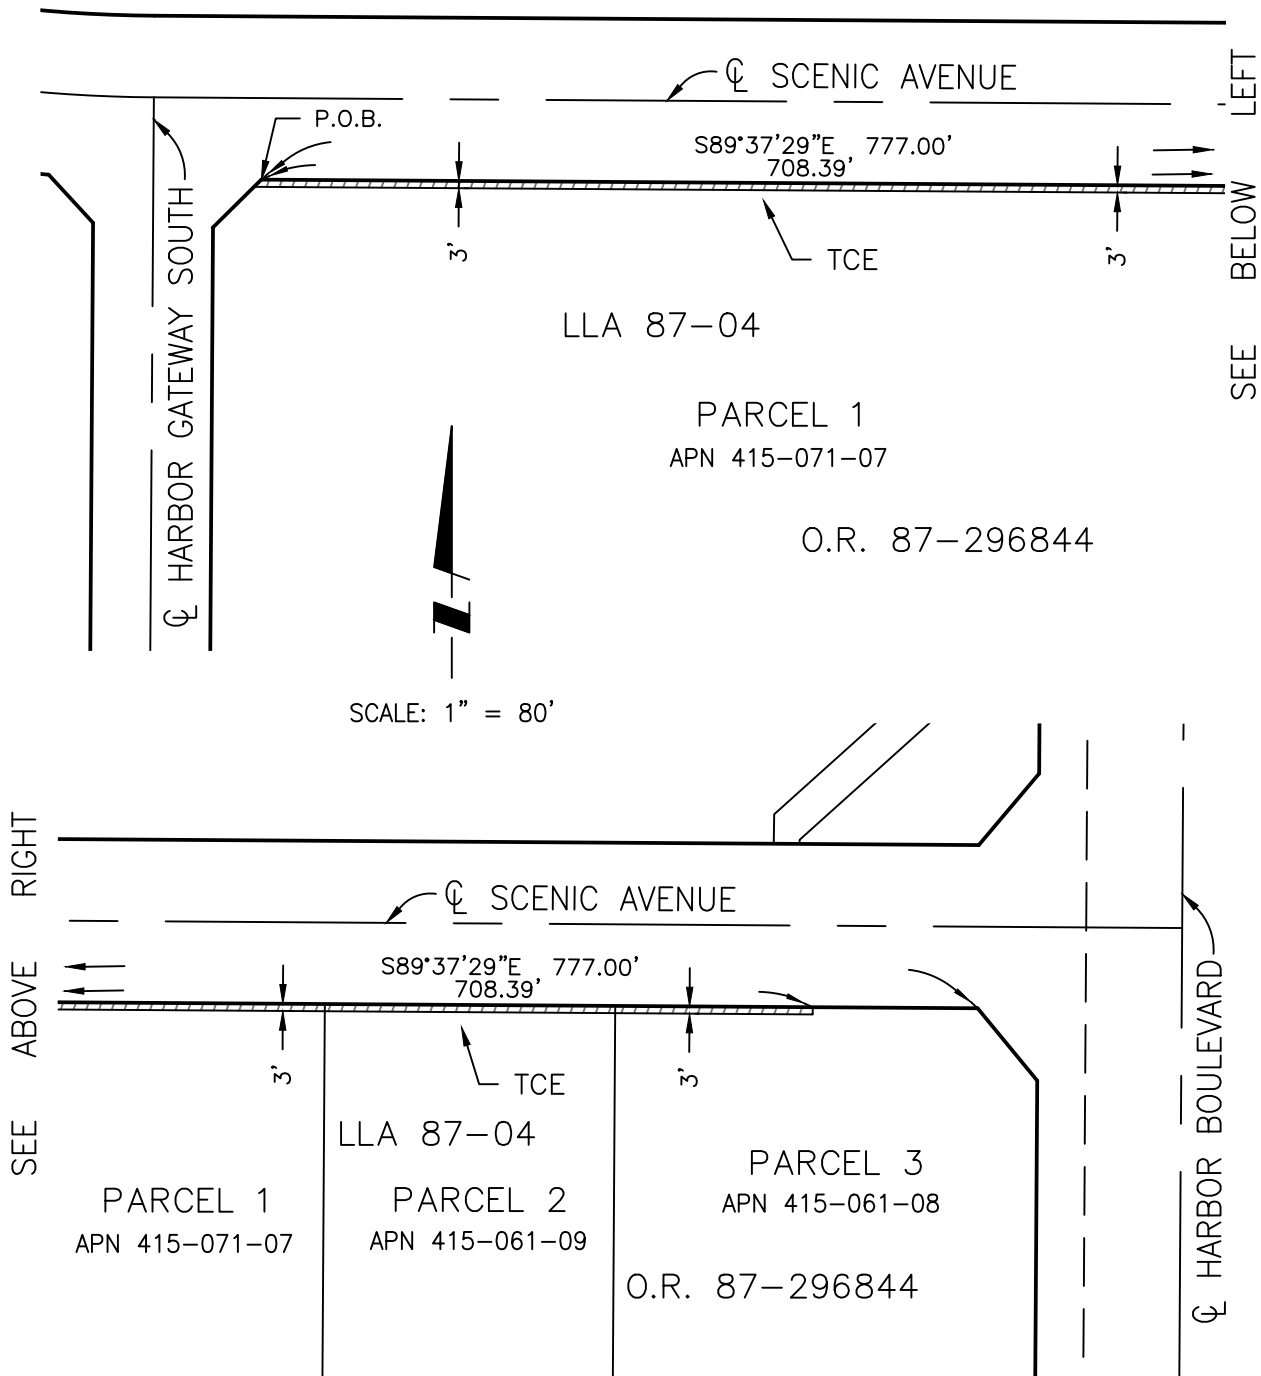 ℄ SCENIC AVENUE
P.O.B.
S89°37'29"E 777.00'
708.39'
3'
3'
TCE
℄ HARBOR GATEWAY SOUTH
SEE BELOW LEFT
LLA 87-04
PARCEL 1
APN 415-071-07
O.R. 87-296844
Z
SCALE: 1" = 80'
SEE ABOVE RIGHT
℄ SCENIC AVENUE
S89°37'29"E 777.00'
708.39'
3'
3'
TCE
℄ HARBOR BOULEVARD
LLA 87-04
PARCEL 1
APN 415-071-07
PARCEL 2
APN 415-061-09
PARCEL 3
APN 415-061-08
O.R. 87-296844